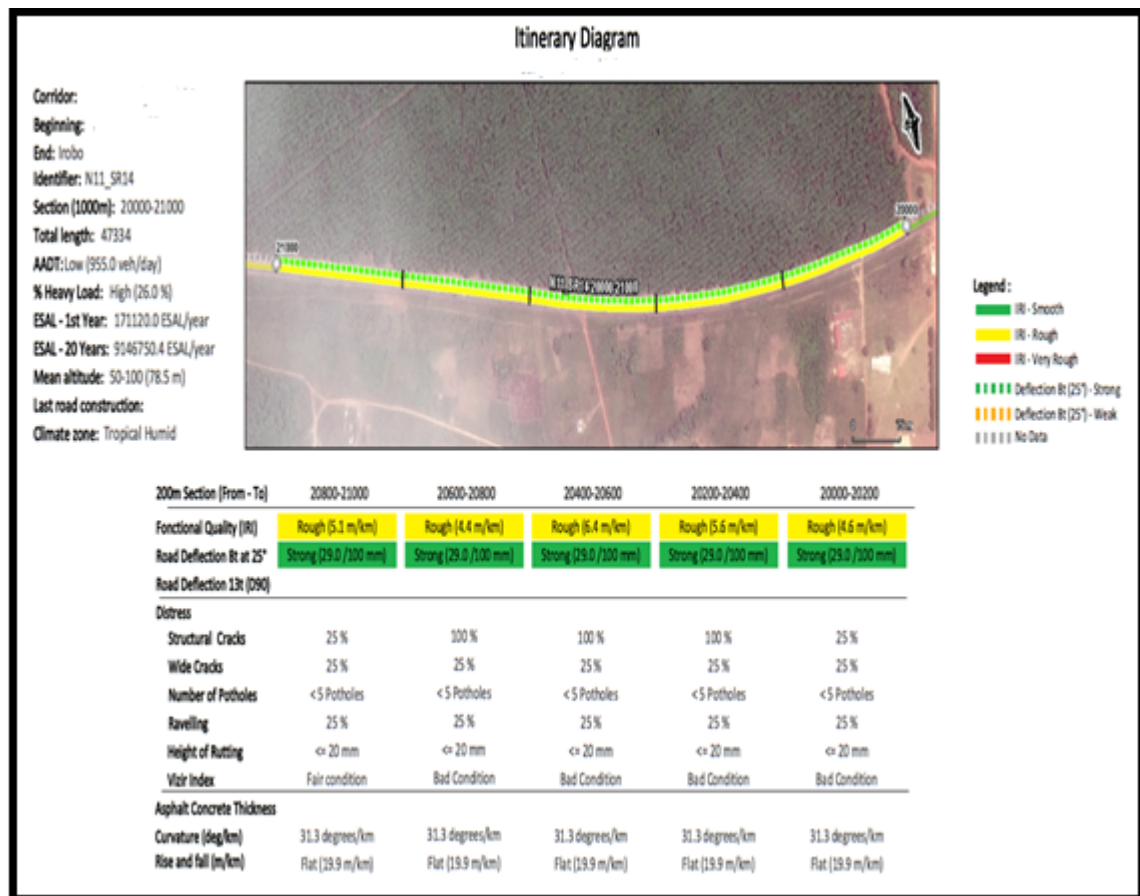 Itinerary Diagram
Corridor:
Beginning:
End: Irobo
Identifier: N11_SR14
Section (1000m): 20000-21000
Total length: 47334
AADT: Low (955.0 veh/day)
% Heavy Load: High (26.0 %)
ESAL - 1st Year: 171120.0 ESAL/year
ESAL - 20 Years: 9146750.4 ESAL/year
Mean altitude: 50-100 (78.5 m)
Last road construction:
Climate zone: Tropical Humid
21000
N11_SR14 20000-21000
20000
0
Legend :
IRI - Smooth
IRI - Rough
IRI - Very Rough
Deflection Bt (25°) - Strong
Deflection Bt (25°) - Weak
No Data
200m Section (From - To) 20800-21000 20600-20800 20400-20600 20200-20400 20000-20200
Fonctional Quality (IRI) Rough (5.1 m/km) Rough (4.4 m/km) Rough (6.4 m/km) Rough (5.6 m/km) Rough (4.6 m/km)
Road Deflection Bt at 25° Strong (29.0 /100 mm) Strong (29.0 /100 mm) Strong (29.0 /100 mm) Strong (29.0 /100 mm) Strong (29.0 /100 mm)
Road Deflection 13t (D90)
Distress
Structural Cracks 25 % 100 % 100 % 100 % 25 %
Wide Cracks 25 % 25 % 25 % 25 % 25 %
Number of Potholes < 5 Potholes < 5 Potholes < 5 Potholes < 5 Potholes < 5 Potholes
Ravelling 25 % 25 % 25 % 25 % 25 %
Height of Rutting <= 20 mm <= 20 mm <= 20 mm <= 20 mm <= 20 mm
Vizir Index Fair condition Bad Condition Bad Condition Bad Condition Bad Condition
Asphalt Concrete Thickness
Curvature (deg/km) 31.3 degrees/km 31.3 degrees/km 31.3 degrees/km 31.3 degrees/km 31.3 degrees/km
Rise and fall (m/km) Flat (19.9 m/km) Flat (19.9 m/km) Flat (19.9 m/km) Flat (19.9 m/km) Flat (19.9 m/km)